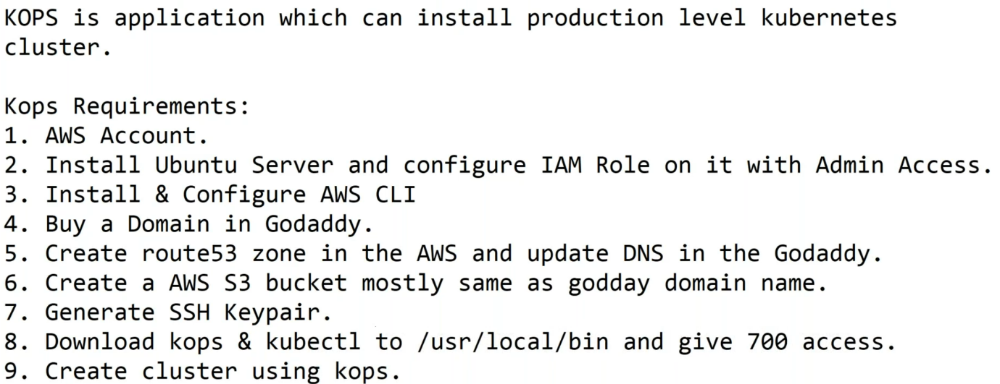 KOPS is application which can install production level kubernetes
cluster.
Kops Requirements:
1. AWS Account.
2. Install Ubuntu Server and configure IAM Role on it with Admin Access.
3. Install & Configure AWS CLI
4. Buy a Domain in Godaddy.
5. Create route53 zone in the AWS and update DNS in the Godaddy.
6. Create a AWS S3 bucket mostly same as godday domain name.
7. Generate SSH Keypair.
8. Download kops & kubectl to /usr/local/bin and give 700 access.
9. Create cluster using kops.